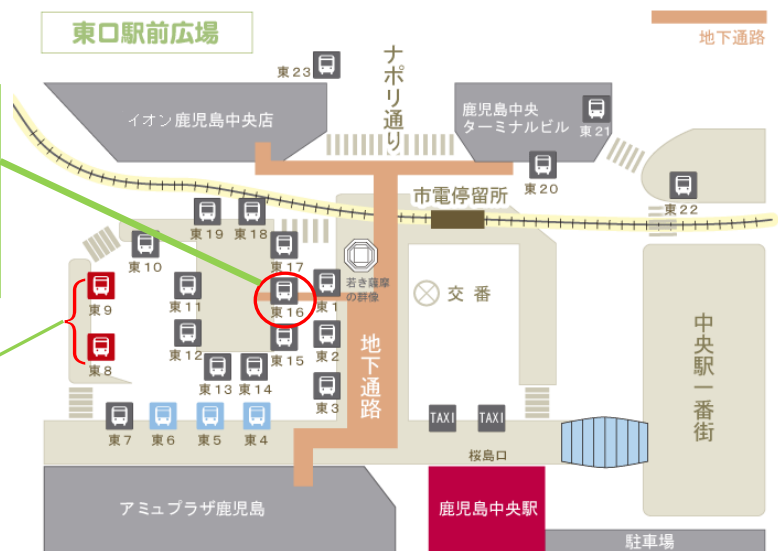 東口駅前広場
地下通路
東23
ナポリ通り
イオン鹿児島中央店
鹿児島中央
ターミナルビル
東21
東20
市電停留所
東22
東19
東18
東17
東10
若き薩摩
の群像
東9
東11
東16
東1
交番
東8
東12
東15
東2
地下通路
中央駅一番街
東13
東14
東3
東7
東6
東5
東4
TAXI
TAXI
桜島口
アミュプラザ鹿児島
鹿児島中央駅
駐車場